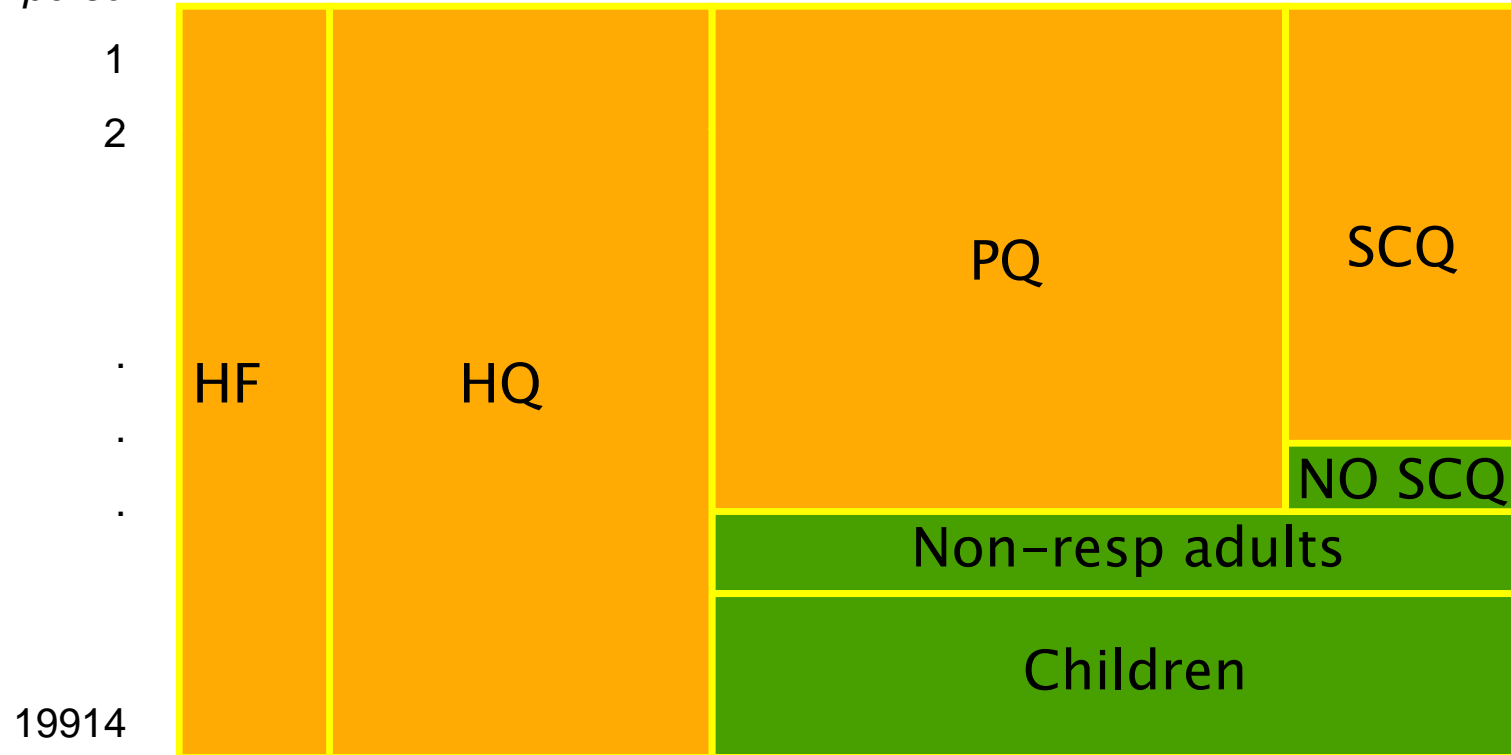 1
2
PQ
SCQ
.
HF
HQ
.
NO SCQ
.
Non-resp adults
Children
19914